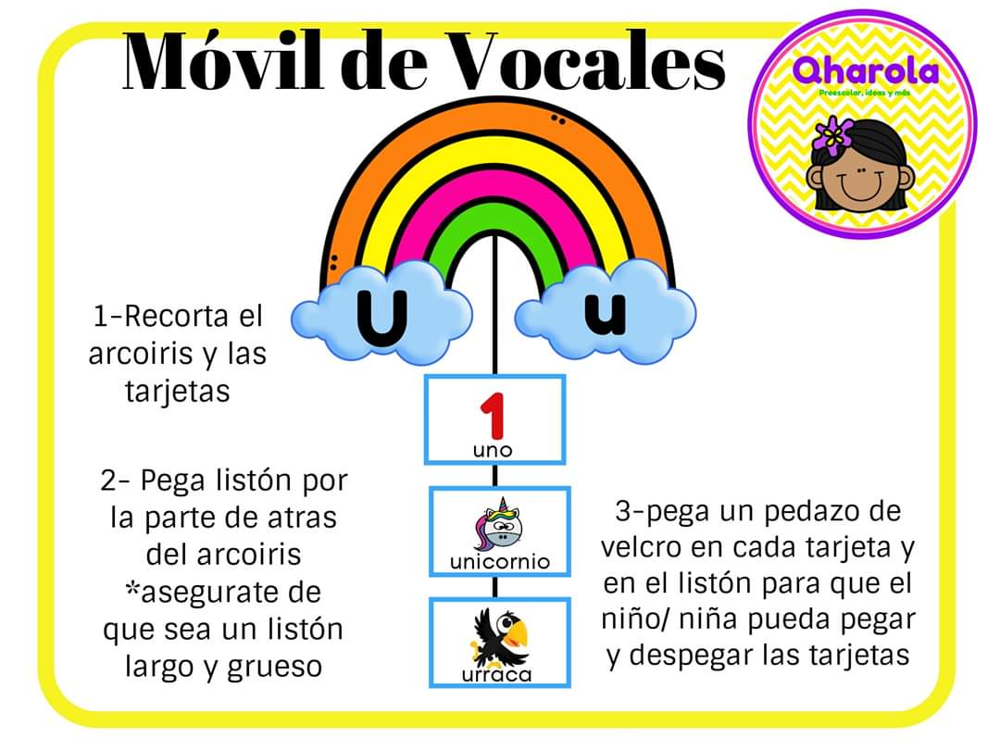 Móvil de Vocales
Qharola
Preescolar, ideas y más
U
u
1-Recorta el
arcoiris y las
tarjetas
1
uno
2- Pega listón por
la parte de atras
del arcoiris
*asegurate de
que sea un listón
largo y grueso
unicornio
urraca
3-pega un pedazo de
velcro en cada tarjeta y
en el listón para que el
niño/ niña pueda pegar
y despegar las tarjetas